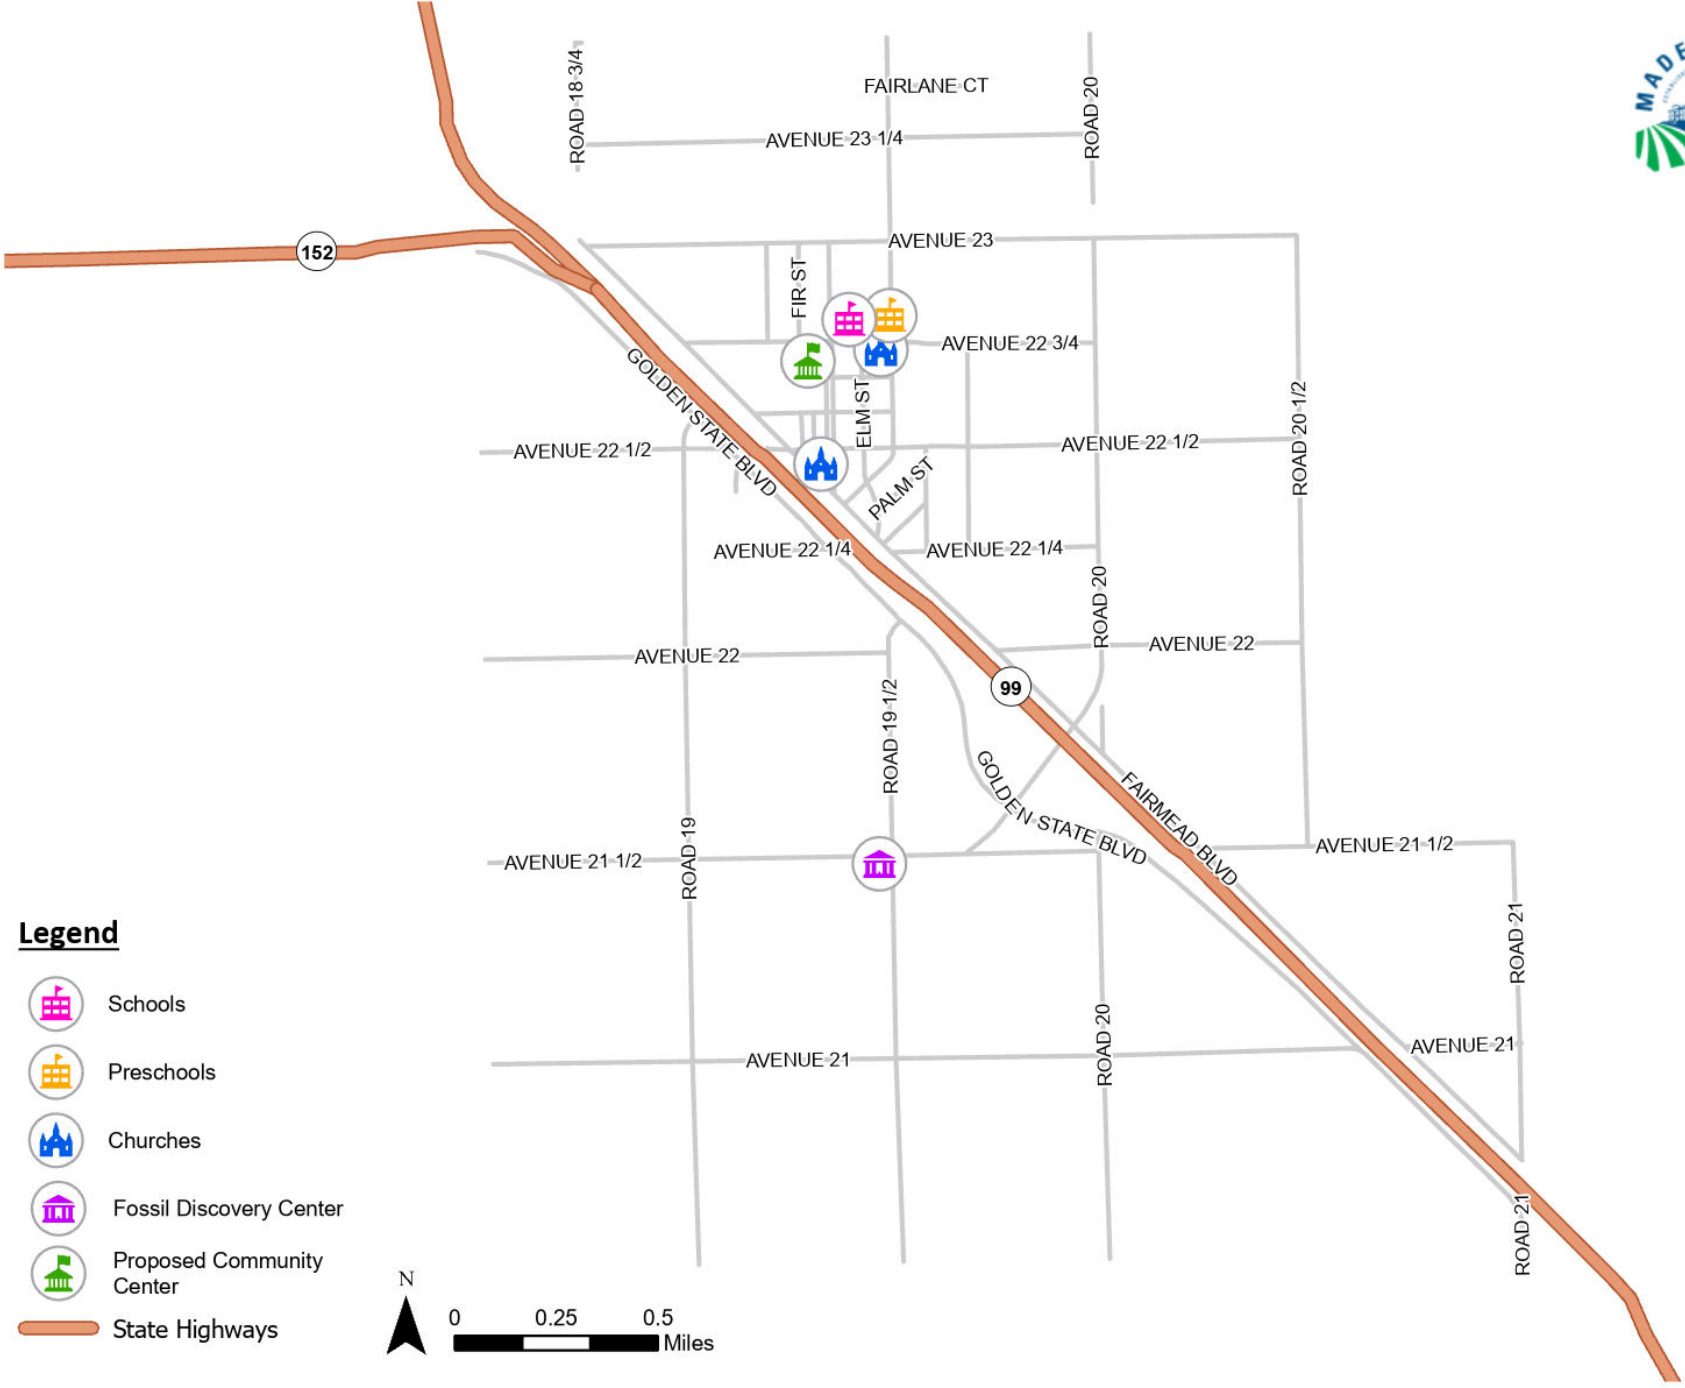 ROAD 18 3/4
FAIRLANE CT
ROAD 20
MADE
AVENUE 23 1/4
AVENUE 23
152
FIR ST
AVENUE 22 3/4
GOLDEN STATE BLVD
ELM ST
ROAD 20 1/2
AVENUE 22 1/2
AVENUE 22 1/2
PALM ST
AVENUE 22 1/4
AVENUE 22 1/4
ROAD 20
AVENUE 22
AVENUE 22
99
ROAD 19 1/2
GOLDEN STATE BLVD
FAIRMEAD BLVD
ROAD 19
AVENUE 21 1/2
AVENUE 21 1/2
ROAD 21
ROAD 20
AVENUE 21
AVENUE 21
ROAD 21
Legend
Schools
Preschools
Churches
Fossil Discovery Center
Proposed Community
Center
State Highways
N
0 0.25 0.5
Miles